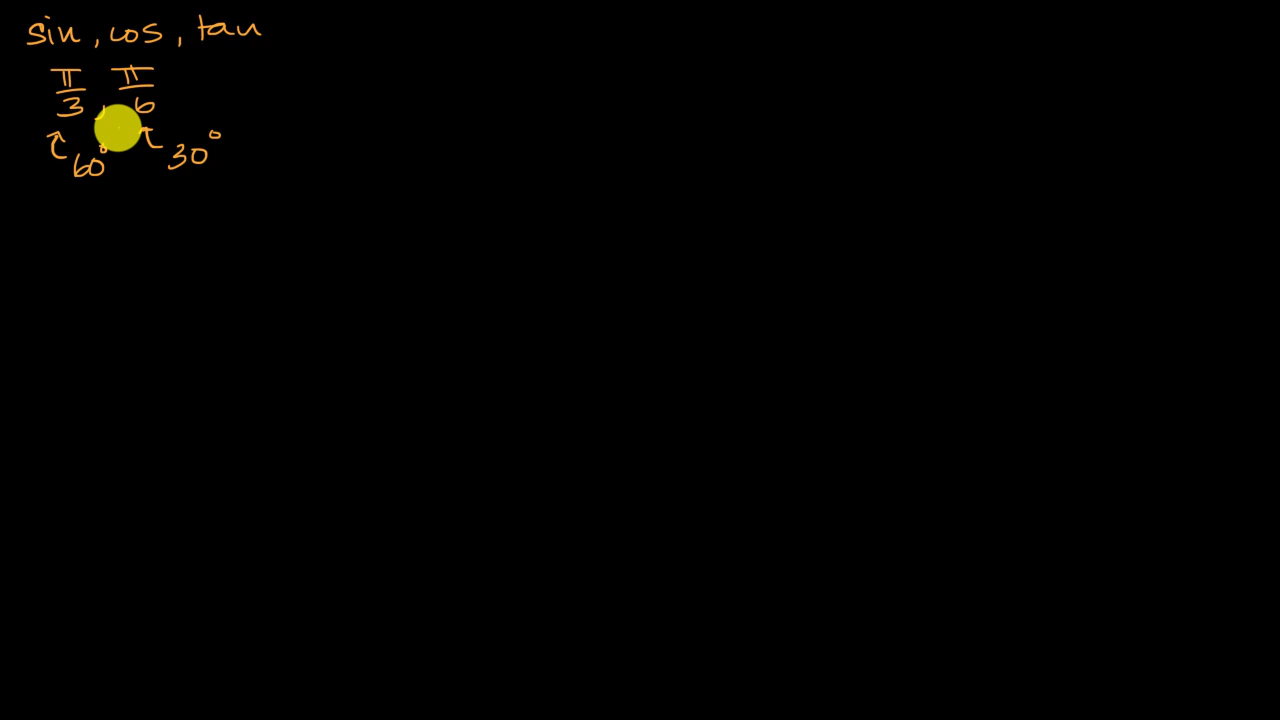 sin, cos, tan
π/3, π/6
60° 30°